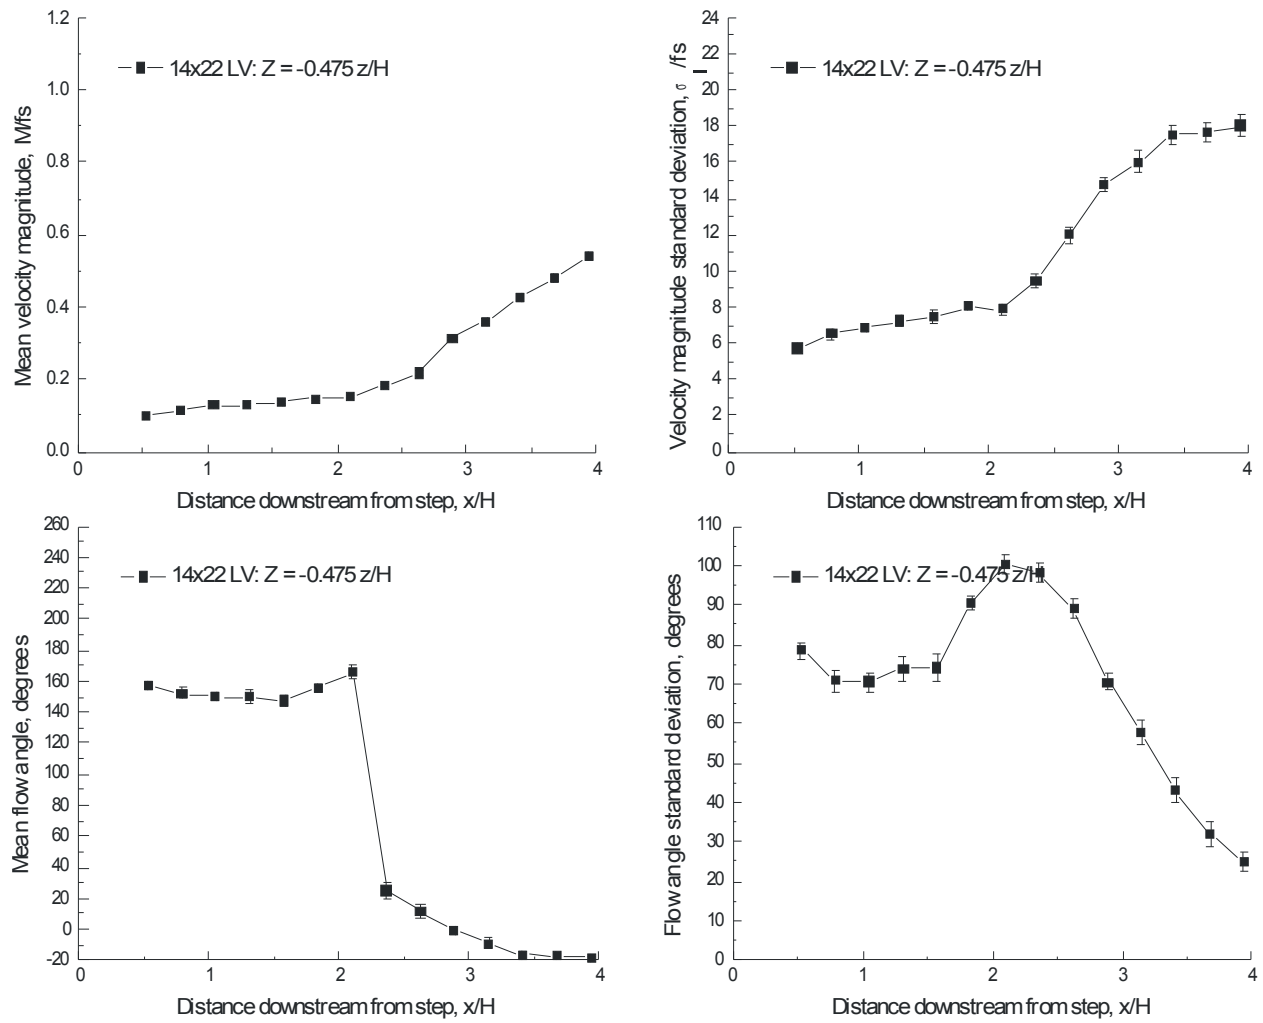 1.2
1.0
0.8
0.6
0.4
0.2
0.0
Mean velocity magnitude, M/fs
14x22 LV: Z = -0.475 z/H
0 1 2 3 4
Distance downstream from step, x/H
24
22
20
18
16
14
12
10
8
6
4
2
0
Velocity magnitude standard deviation, σ /fs
14x22 LV: Z = -0.475 z/H
0 1 2 3 4
Distance downstream from step, x/H
260
240
220
200
180
160
140
120
100
80
60
40
20
0
-20
Mean flow angle, degrees
14x22 LV: Z = -0.475 z/H
0 1 2 3 4
Distance downstream from step, x/H
110
100
90
80
70
60
50
40
30
20
10
0
Flow angle standard deviation, degrees
14x22 LV: Z = -0.475 z/H
0 1 2 3 4
Distance downstream from step, x/H